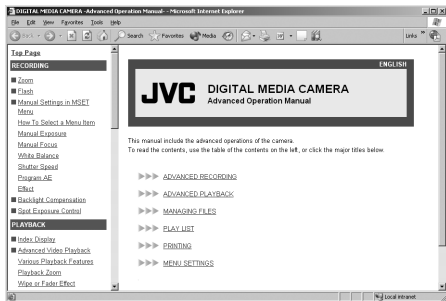 DIGITAL MEDIA CAMERA -Advanced Operation Manual- - Microsoft Internet Explorer
File Edit View Favorites Tools Help
Back Search Favorites Media Links
Top Page
RECORDING
Zoom
Flash
Manual Settings in MSET
Menu
How To Select a Menu Item
Manual Exposure
Manual Focus
White Balance
Shutter Speed
Program AE
Effect
Backlight Compensation
Spot Exposure Control
PLAYBACK
Index Display
Advanced Video Playback
Various Playback Features
Playback Zoom
Wipe or Fader Effect
ENGLISH
JVC DIGITAL MEDIA CAMERA
Advanced Operation Manual
This manual include the advanced operations of the camera.
To read the contents, use the table of the contents on the left, or click the major titles below.
ADVANCED RECORDING
ADVANCED PLAYBACK
MANAGING FILES
PLAY LIST
PRINTING
MENU SETTINGS
Local intranet